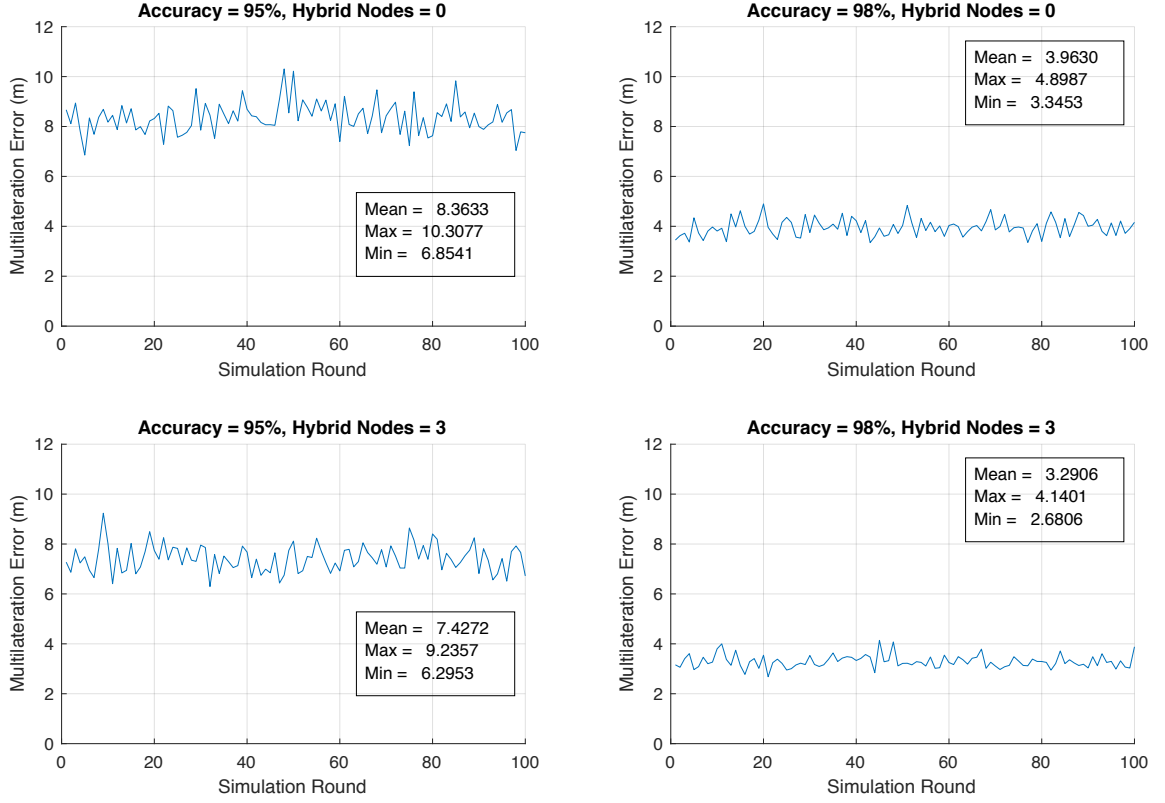 Accuracy = 95%, Hybrid Nodes = 0
12
10
8
6
4
2
0
Multilateration Error (m)
Mean = 8.3633
Max = 10.3077
Min = 6.8541
0 20 40 60 80 100
Simulation Round
Accuracy = 98%, Hybrid Nodes = 0
12
10
8
6
4
2
0
Multilateration Error (m)
Mean = 3.9630
Max = 4.8987
Min = 3.3453
0 20 40 60 80 100
Simulation Round
Accuracy = 95%, Hybrid Nodes = 3
12
10
8
6
4
2
0
Multilateration Error (m)
Mean = 7.4272
Max = 9.2357
Min = 6.2953
0 20 40 60 80 100
Simulation Round
Accuracy = 98%, Hybrid Nodes = 3
12
10
8
6
4
2
0
Multilateration Error (m)
Mean = 3.2906
Max = 4.1401
Min = 2.6806
0 20 40 60 80 100
Simulation Round